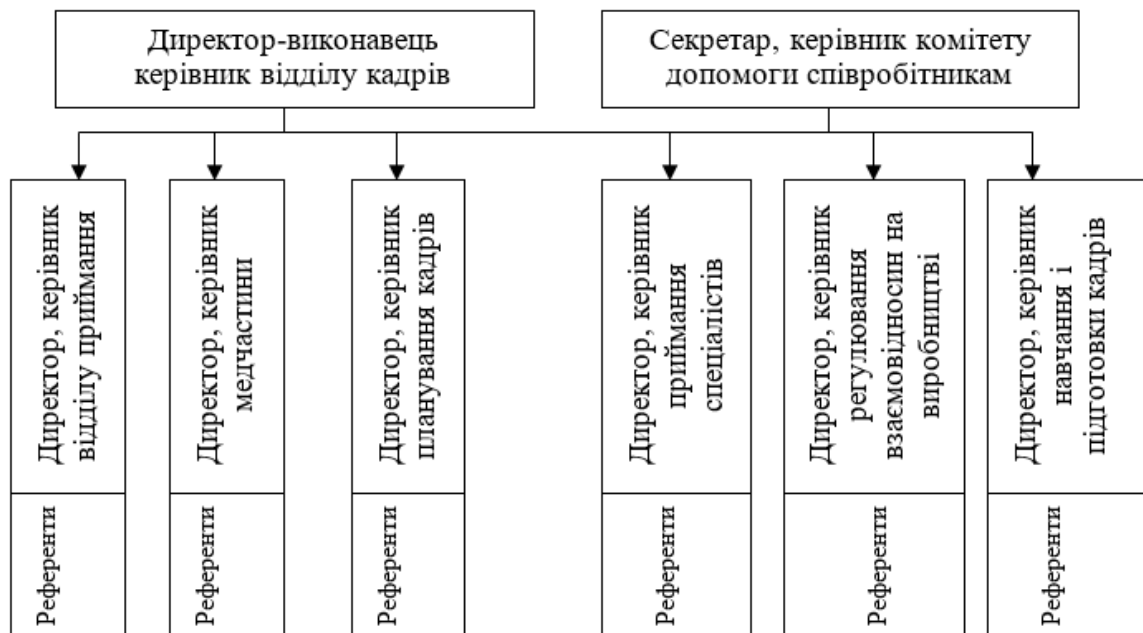 Директор-виконавець
керівник відділу кадрів
Секретар, керівник комітету
допомоги співробітникам
Директор, керівник
відділу приймання
Директор, керівник
медчастини
Директор, керівник
планування кадрів
Директор, керівник
приймання
спеціалістів
Директор, керівник
регулювання
взаємовідносин на
виробництві
Директор, керівник
навчання і
підготовки кадрів
Референти
Референти
Референти
Референти
Референти
Референти